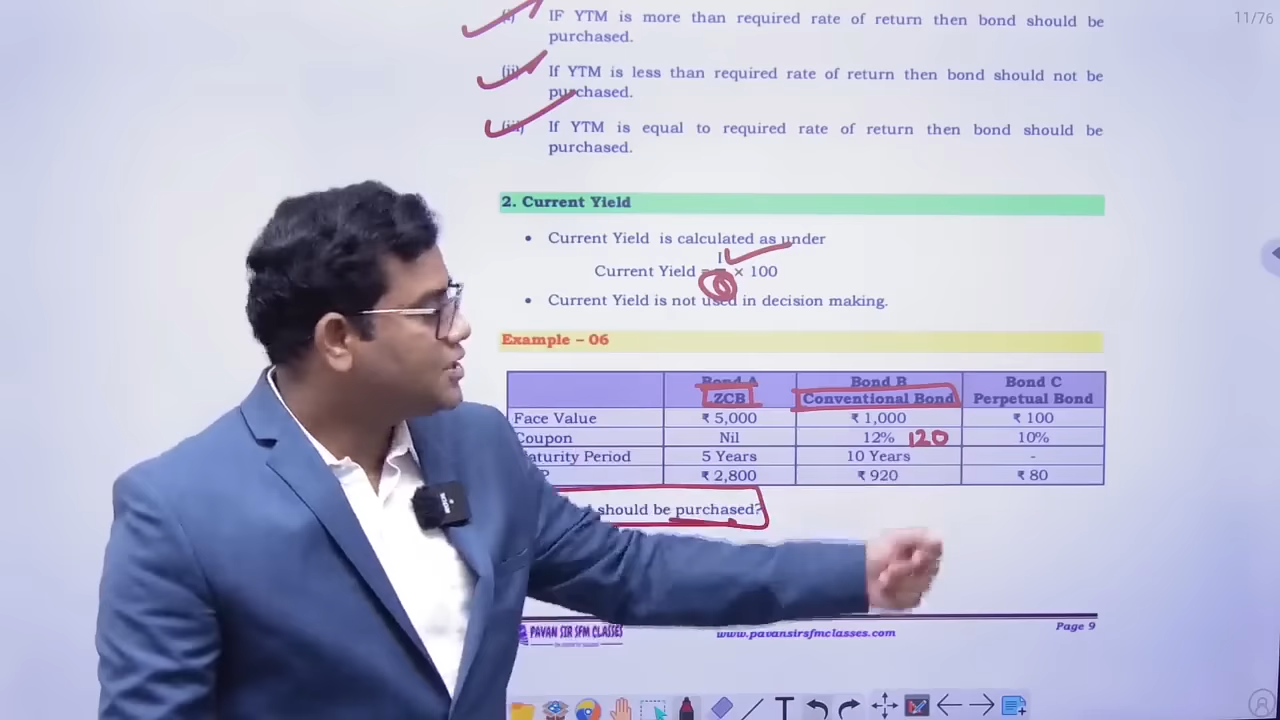 11/76
(i) IF YTM is more than required rate of return then bond should be
purchased.
(ii) If YTM is less than required rate of return then bond should not be
purchased.
(iii) If YTM is equal to required rate of return then bond should be
purchased.
2. Current Yield
• Current Yield is calculated as under
I
Current Yield = × 100
• Current Yield is not used in decision making.
Example – 06
Bond A Bond B Bond C
ZCB Conventional Bond Perpetual Bond
Face Value ₹ 5,000 ₹ 1,000 ₹ 100
Coupon Nil 12% 120 10%
Maturity Period 5 Years 10 Years -
₹ 2,800 ₹ 920 ₹ 80
should be purchased?
PAVAN SIR SFM CLASSES www.pavansirsfmclasses.com Page 9